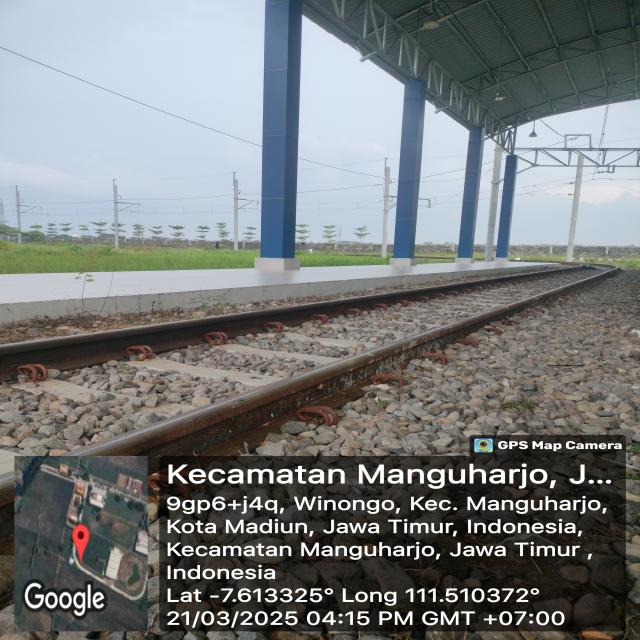 GPS Map Camera
Kecamatan Manguharjo, J...
9gp6+j4q, Winongo, Kec. Manguharjo,
Kota Madiun, Jawa Timur, Indonesia,
Kecamatan Manguharjo, Jawa Timur ,
Indonesia
Lat -7.613325° Long 111.510372°
21/03/2025 04:15 PM GMT +07:00
Google